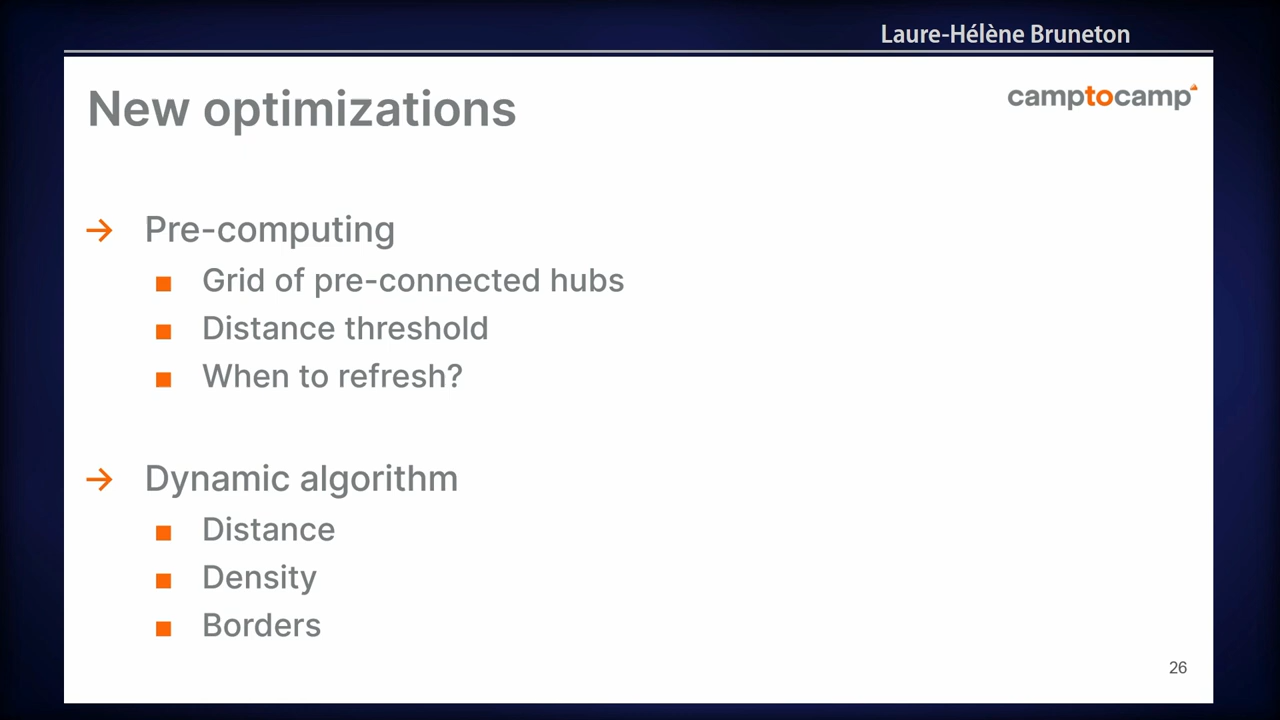 Laure-Hélène Bruneton
New optimizations
camptocamp
→ Pre-computing
■ Grid of pre-connected hubs
■ Distance threshold
■ When to refresh?
→ Dynamic algorithm
■ Distance
■ Density
■ Borders
26